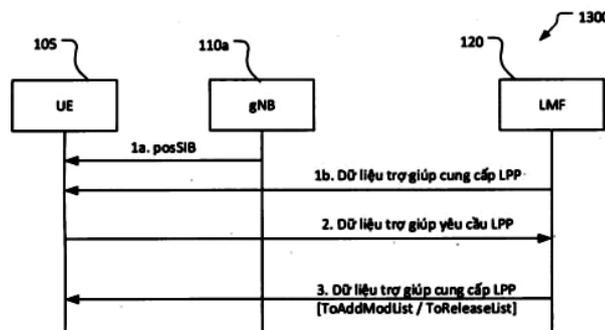 1300
105
110a
120
UE
gNB
LMF
1a. posSIB
1b. Dữ liệu trợ giúp cung cấp LPP
2. Dữ liệu trợ giúp yêu cầu LPP
3. Dữ liệu trợ giúp cung cấp LPP
[ToAddModList / ToReleaseList]